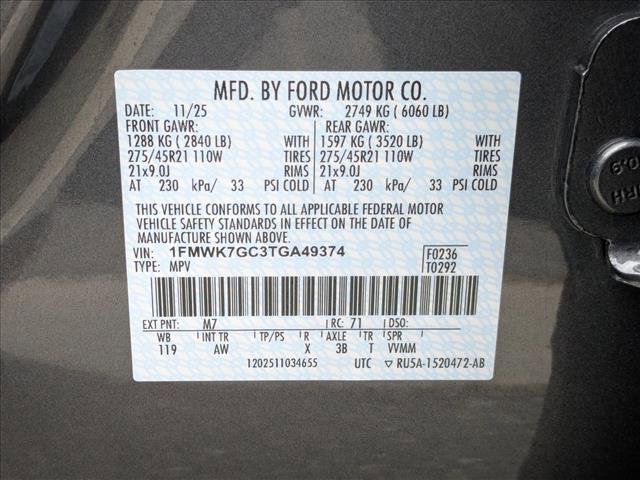 MFD. BY FORD MOTOR CO.
DATE: 11/25 GVWR: 2749 KG ( 6060 LB)
FRONT GAWR: REAR GAWR:
1288 KG ( 2840 LB) WITH 1597 KG ( 3520 LB) WITH
275/45R21 110W TIRES 275/45R21 110W TIRES
21x9.0J RIMS 21x9.0J RIMS
AT 230 kPa/ 33 PSI COLD AT 230 kPa/ 33 PSI COLD
THIS VEHICLE CONFORMS TO ALL APPLICABLE FEDERAL MOTOR
VEHICLE SAFETY STANDARDS IN EFFECT ON THE DATE OF
MANUFACTURE SHOWN ABOVE.
VIN: 1FMWK7GC3TGA49374 F0236
TYPE: MPV T0292
EXT PNT: M7 RC: 71 DSO:
WB INT TR TP/PS R AXLE TR SPR
119 AW X 3B T VVMM
1202511034655 UTC ▽ RU5A-1520472-AB
10.9
RH